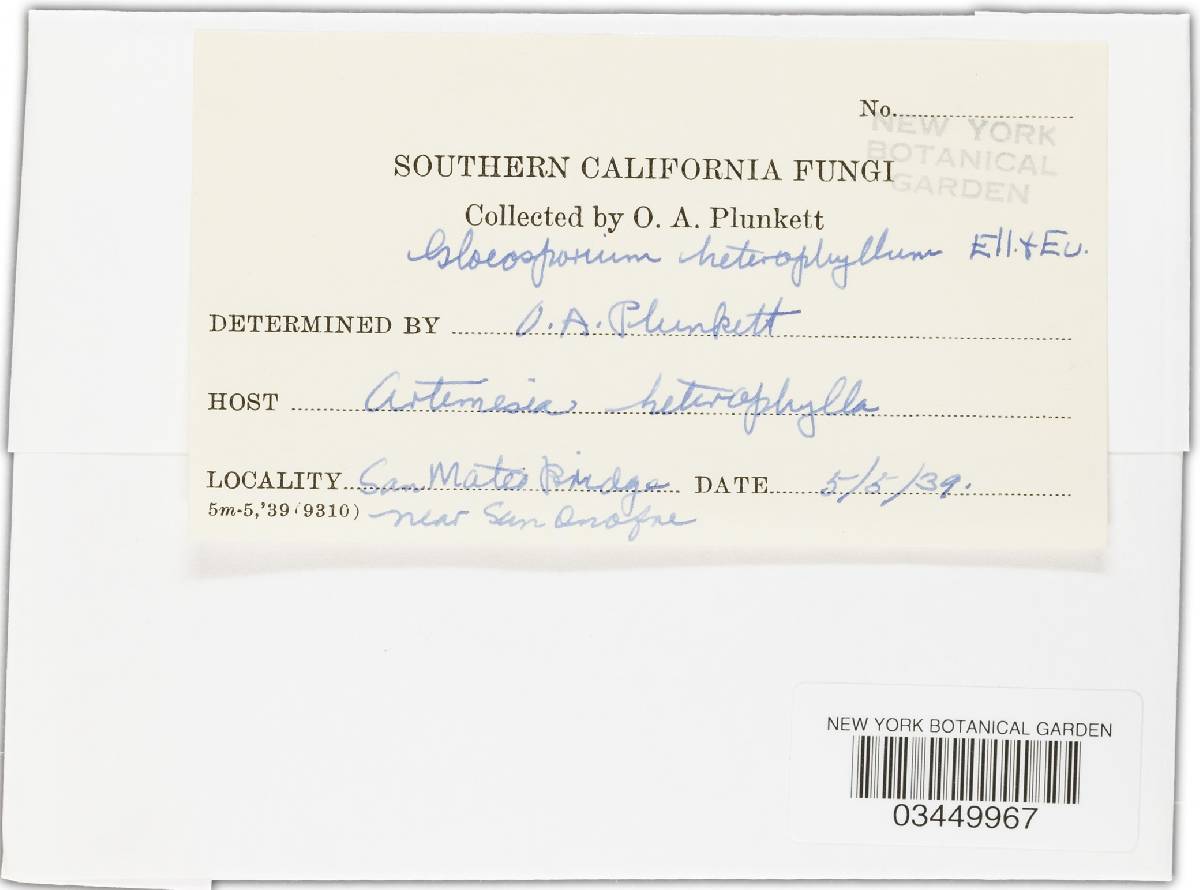 No.
NEW YORK
BOTANICAL
GARDEN
SOUTHERN CALIFORNIA FUNGI
Collected by O. A. Plunkett
Gloeosporium heterophyllum Ell. & Ev.
DETERMINED BY O. A. Plunkett
HOST Artemesia heterophylla
LOCALITY San Mateo Bridge DATE 5/5/39.
5m-5,'39(9310) near San Onofre
NEW YORK BOTANICAL GARDEN
03449967